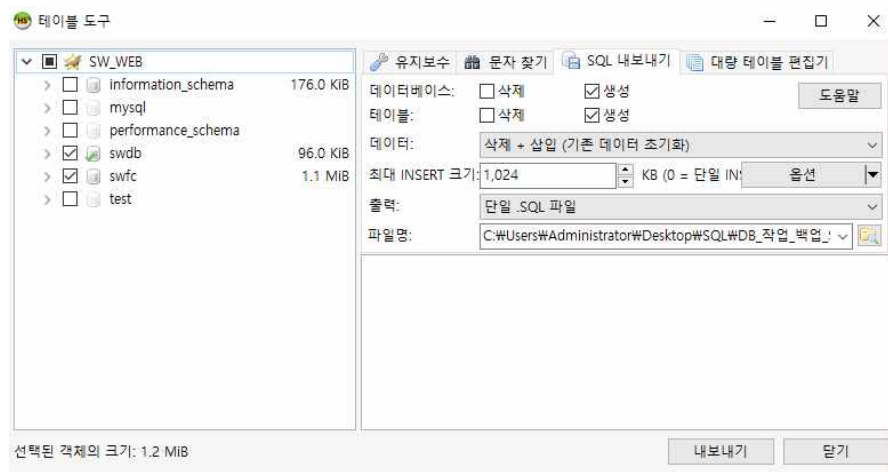 HS 테이블 도구
SW_WEB
information_schema 176.0 KiB
mysql
performance_schema
swdb 96.0 KiB
swfc 1.1 MiB
test
유지보수 문자 찾기 SQL 내보내기 대량 테이블 편집기
데이터베이스: 삭제 생성 도움말
테이블: 삭제 생성
데이터: 삭제 + 삽입 (기존 데이터 초기화)
최대 INSERT 크기: 1,024 KB (0 = 단일 IN 옵션
출력: 단일 .SQL 파일
파일명: C:₩Users₩Administrator₩Desktop₩SQL₩DB_작업_백업_
선택된 객체의 크기: 1.2 MiB 내보내기 닫기